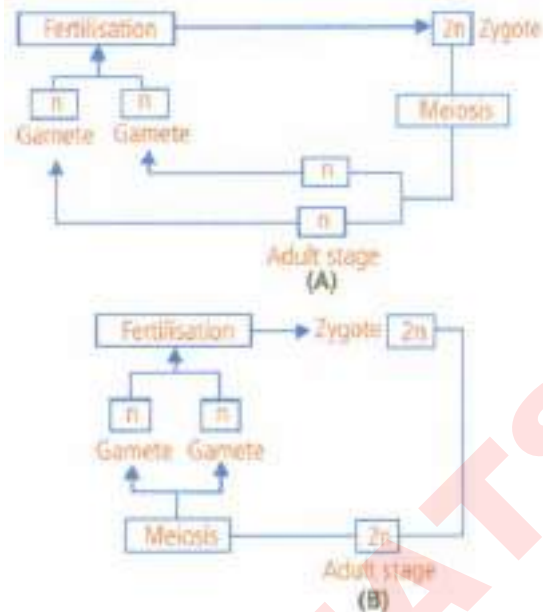 Fertilisation 2n Zygote
n n
Gamete Gamete
Meiosis
n
n
Adult stage
(A)
Fertilisation Zygote 2n
n n
Gamete Gamete
Meiosis 2n
Adult stage
(B)